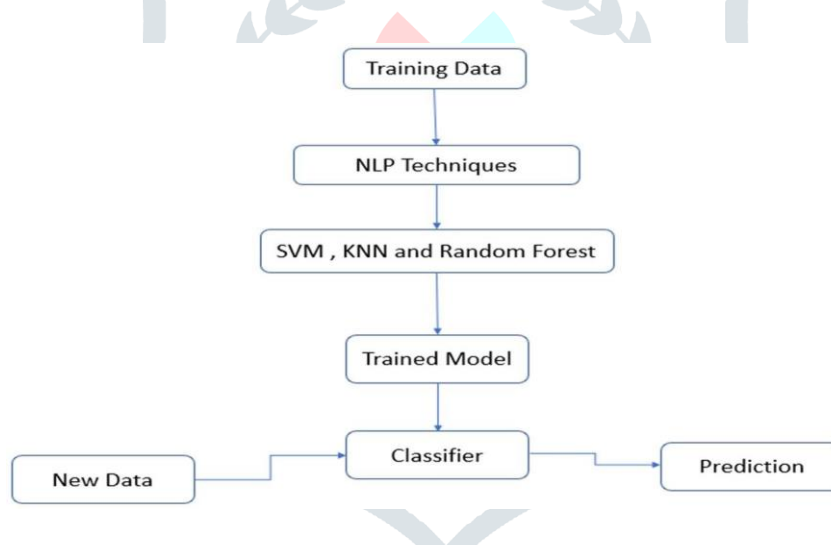 Training Data
NLP Techniques
SVM , KNN and Random Forest
Trained Model
Classifier
New Data
Prediction